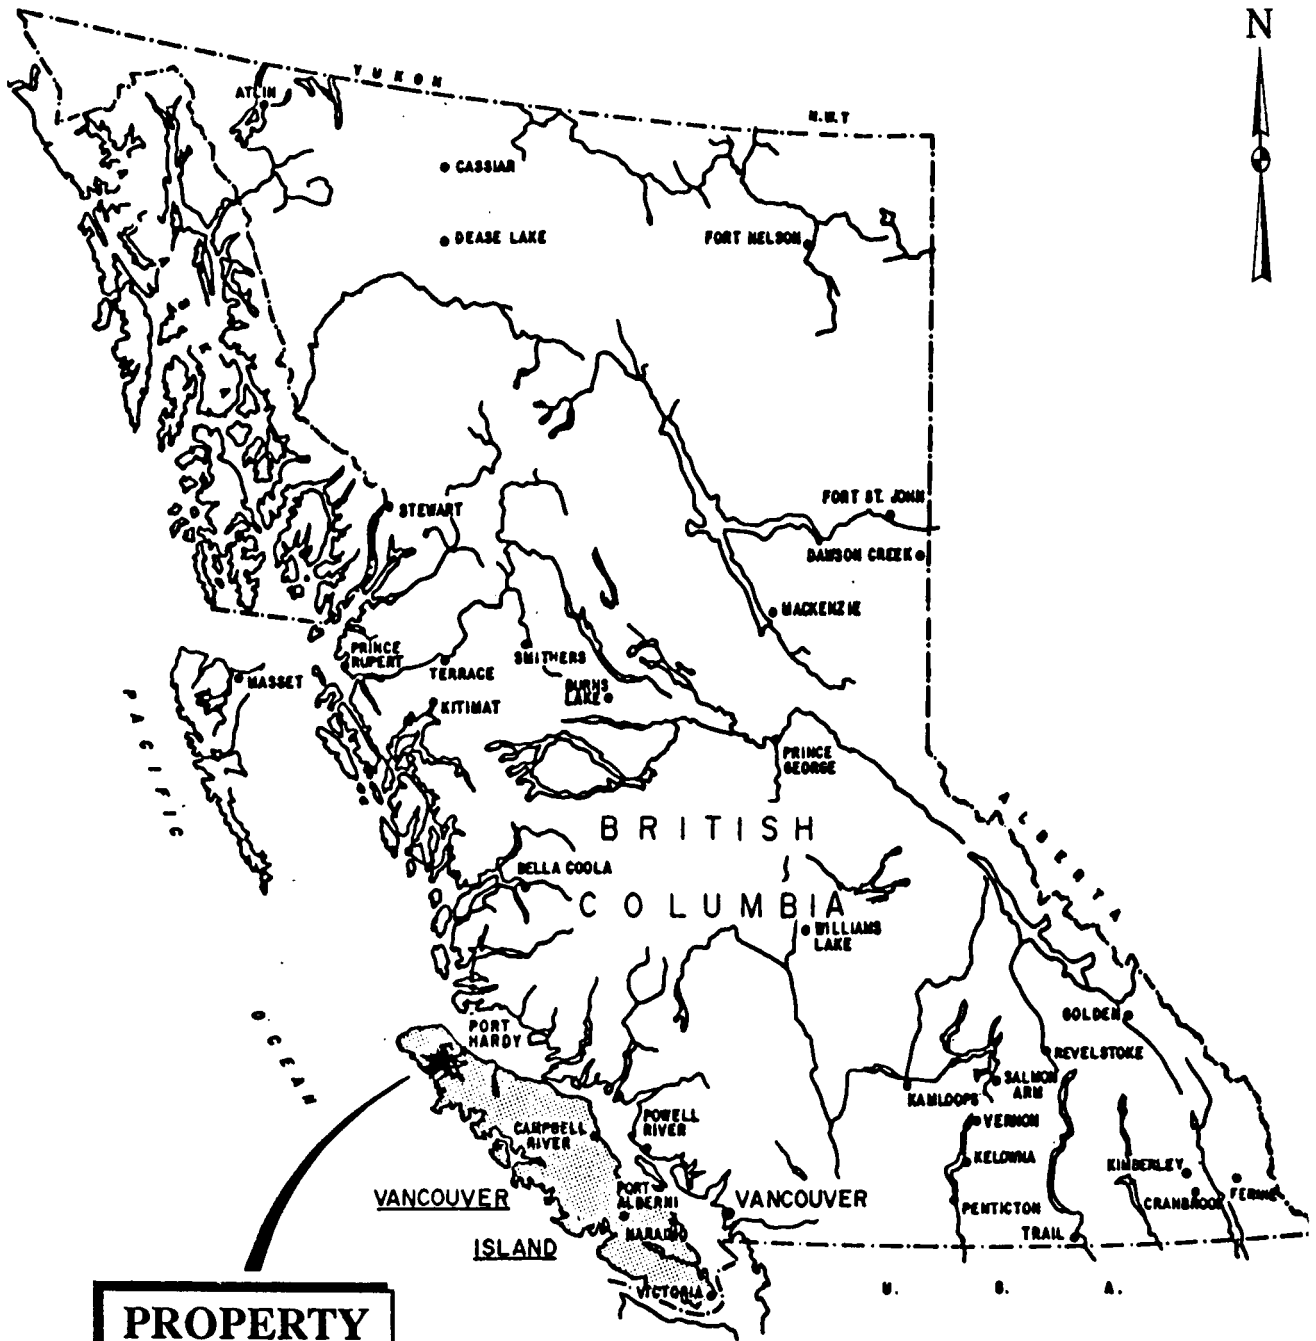 N
YUKON
N.W.T
ATLIN
CASSIAR
DEASE LAKE
FORT NELSON
STEWART
FORT ST. JOHN
DAWSON CREEK
MACKENZIE
PRINCE
RUPERT
TERRACE
SMITHERS
MASSET
BURNS
LAKE
KITIMAT
PRINCE
GEORGE
PACIFIC
OCEAN
ALBERTA
BRITISH
COLUMBIA
BELLA COOLA
WILLIAMS
LAKE
PORT
HARDY
GOLDEN
REVELSTOKE
SALMON
ARM
KAMLOOPS
VERNON
CAMPBELL
RIVER
POWELL
RIVER
KELOWNA
KIMBERLEY
FERNIE
CRANBROOK
PENTICTON
PORT
ALBERNI
VANCOUVER
VANCOUVER
ISLAND
TRAIL
VICTORIA
U. S. A.
PROPERTY